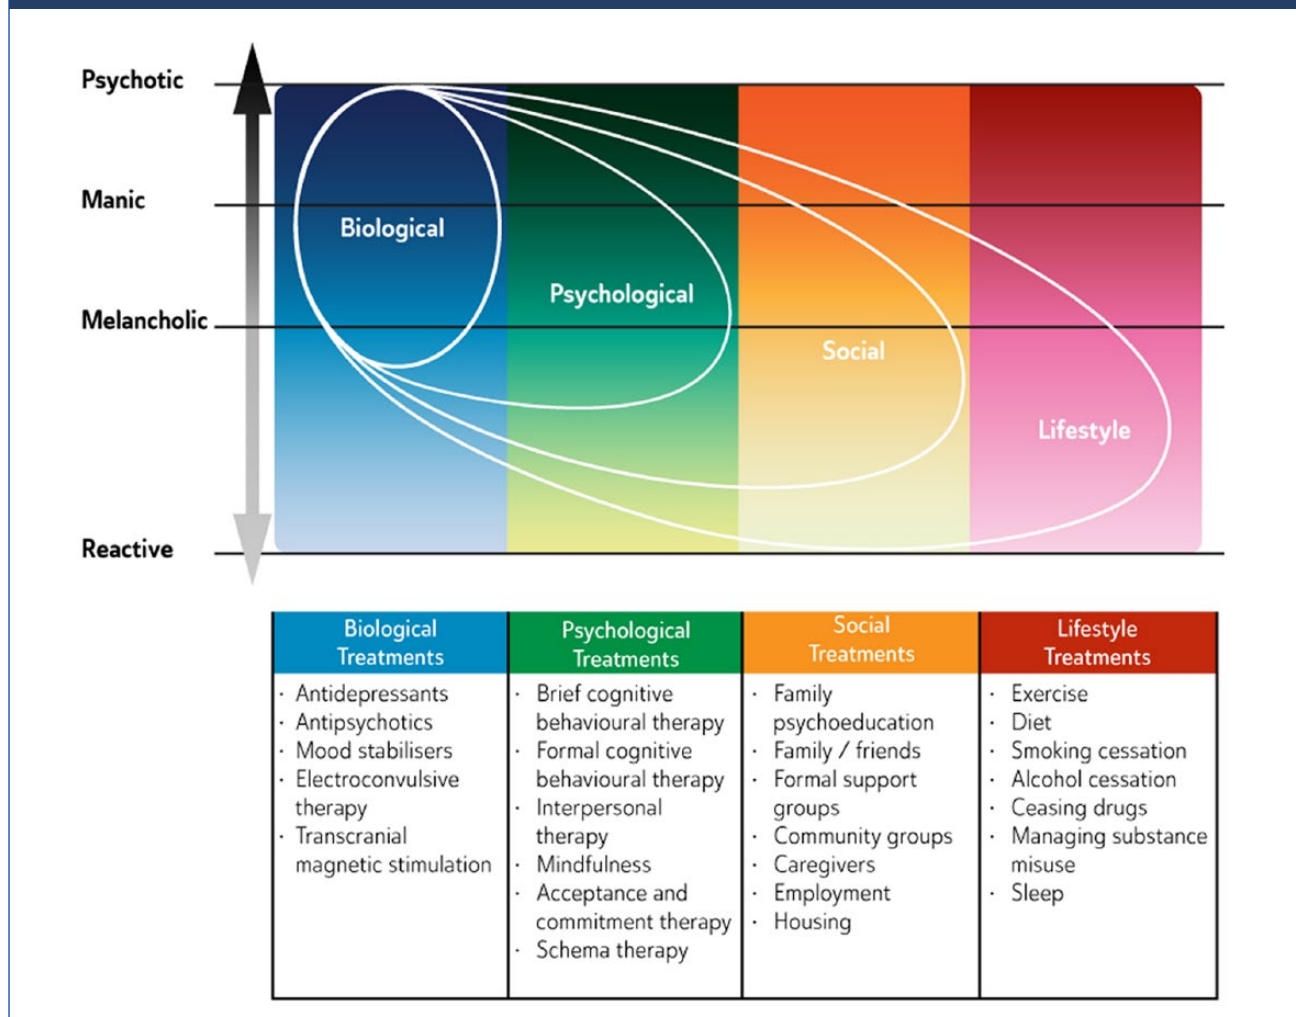 Psychotic
Manic
Melancholic
Reactive
Biological
Psychological
Social
Lifestyle
Biological
Treatments
· Antidepressants
· Antipsychotics
· Mood stabilisers
· Electroconvulsive
therapy
· Transcranial
magnetic stimulation
Psychological
Treatments
· Brief cognitive
behavioural therapy
· Formal cognitive
behavioural therapy
· Interpersonal
therapy
· Mindfulness
· Acceptance and
commitment therapy
· Schema therapy
Social
Treatments
· Family
psychoeducation
· Family / friends
· Formal support
groups
· Community groups
· Caregivers
· Employment
· Housing
Lifestyle
Treatments
· Exercise
· Diet
· Smoking cessation
· Alcohol cessation
· Ceasing drugs
· Managing substance
misuse
· Sleep